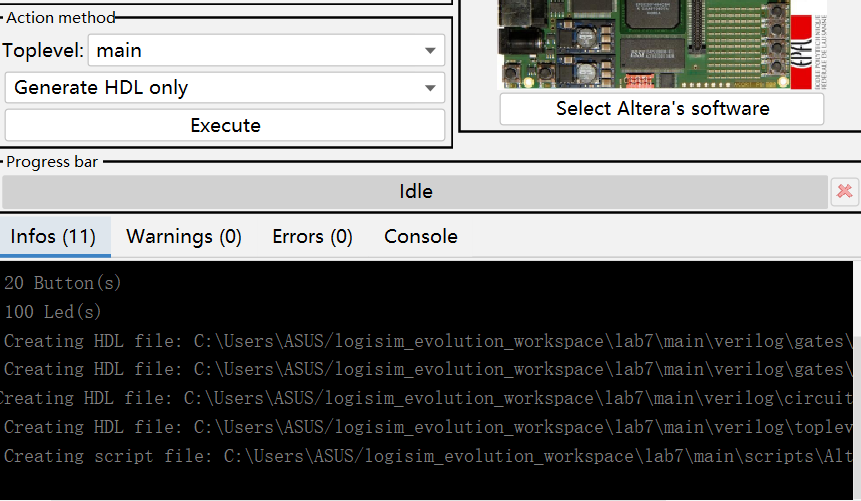 Action method
Toplevel: main
Generate HDL only
Execute
Select Altera's software
Progress bar
Idle
Infos (11) Warnings (0) Errors (0) Console
20 Button(s)
100 Led(s)
Creating HDL file: C:\Users\ASUS/logisim_evolution_workspace\lab7\main\verilog\gates\
Creating HDL file: C:\Users\ASUS/logisim_evolution_workspace\lab7\main\verilog\gates\
Creating HDL file: C:\Users\ASUS/logisim_evolution_workspace\lab7\main\verilog\circuit
Creating HDL file: C:\Users\ASUS/logisim_evolution_workspace\lab7\main\verilog\toplev
Creating script file: C:\Users\ASUS/logisim_evolution_workspace\lab7\main\scripts\Alt